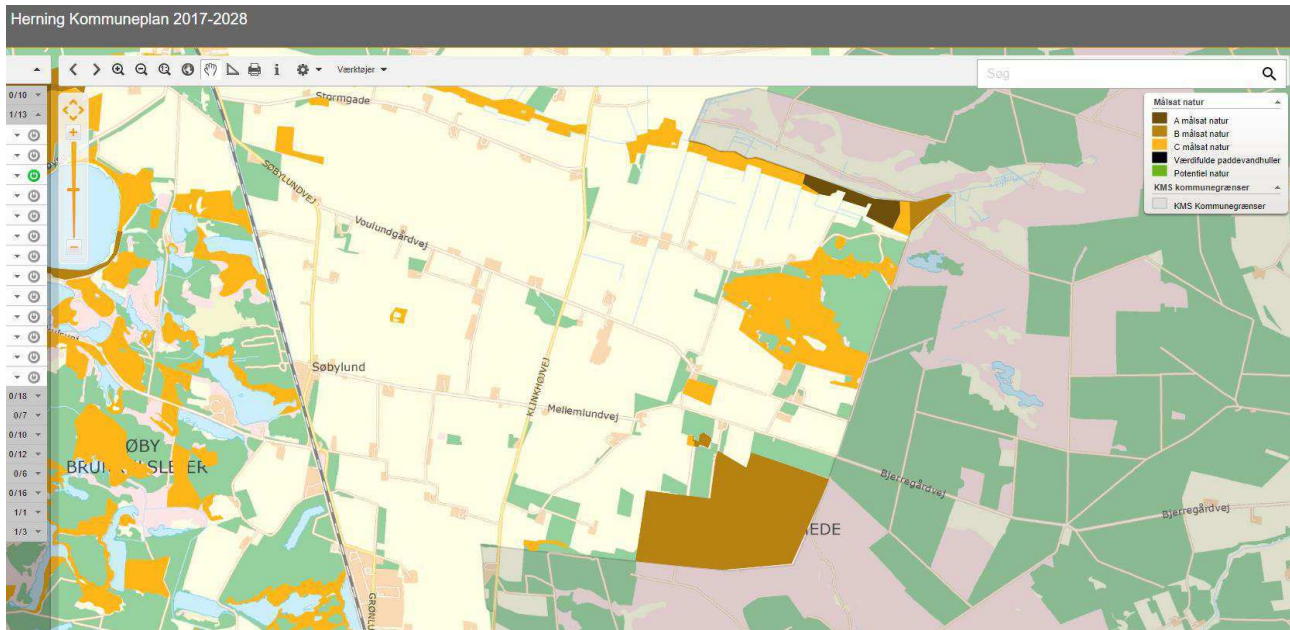 Herning Kommuneplan 2017-2028
Værktøjer
Søg
0/10
1/13
0/18
0/7
0/10
0/12
0/6
0/16
1/1
1/3
Målsat natur
A målsat natur
B målsat natur
C målsat natur
Værdifulde paddevandhuller
Potentiel natur
KMS kommunegrænser
KMS Kommunegrænser
Stormgade
SØBYLUNDVEJ
Voulundgårdvej
Søbylund
KLINKHØJVEJ
Mellemlundvej
ØBY
Bjerregårdvej
Bjerregårdvej